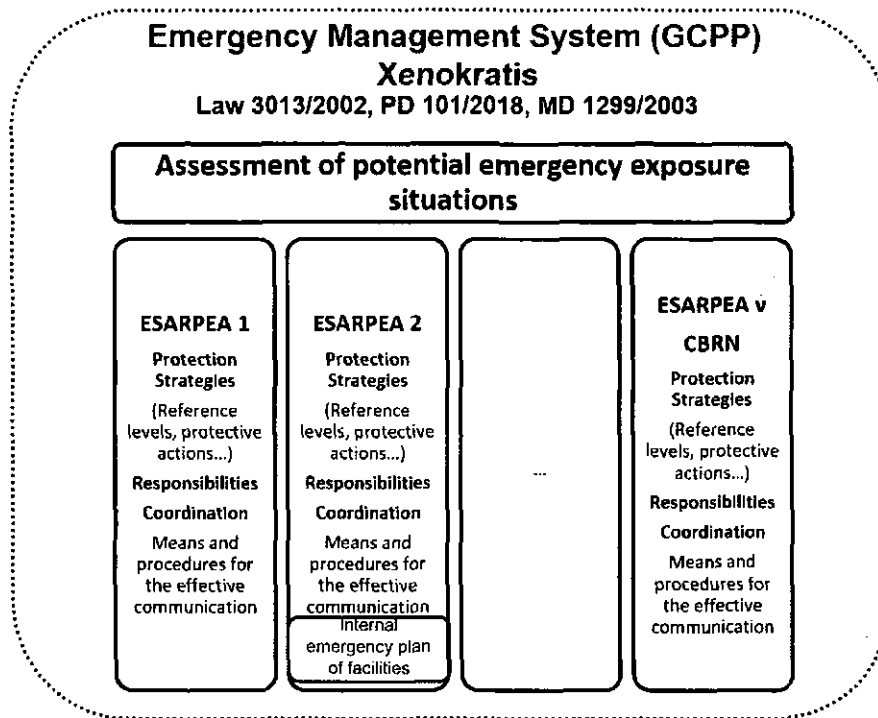 Emergency Management System (GCPP)
Xenokratis
Law 3013/2002, PD 101/2018, MD 1299/2003
Assessment of potential emergency exposure
situations
ESARPEA 1
Protection
Strategies
(Reference
levels, protective
actions...)
Responsibilities
Coordination
Means and
procedures for
the effective
communication
ESARPEA 2
Protection
Strategies
(Reference
levels, protective
actions...)
Responsibilities
Coordination
Means and
procedures for
the effective
communication
Internal
emergency plan
of facilities
...
ESARPEA v
CBRN
Protection
Strategies
(Reference
levels, protective
actions...)
Responsibilities
Coordination
Means and
procedures for
the effective
communication